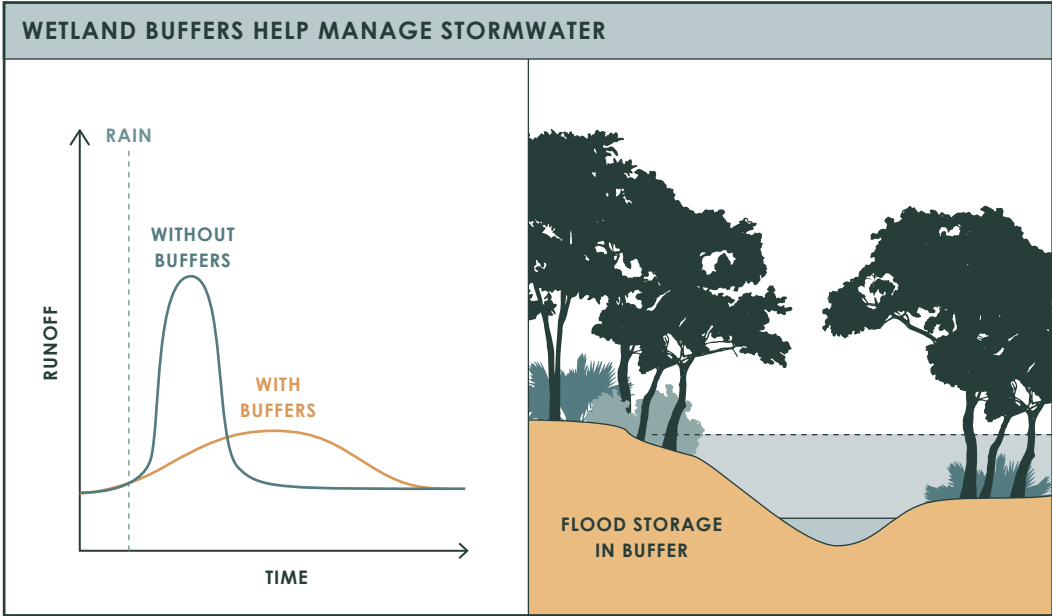 WETLAND BUFFERS HELP MANAGE STORMWATER
RAIN
WITHOUT
BUFFERS
WITH
BUFFERS
RUNOFF
TIME
FLOOD STORAGE
IN BUFFER